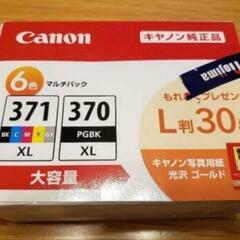 Canon
キヤノン純正品
nojima
6色 マルチパック
もれなくプレゼン
371 370
BK C M Y GY PGBK
XL XL
L判30
キヤノン写真用紙
光沢 ゴールド
大容量